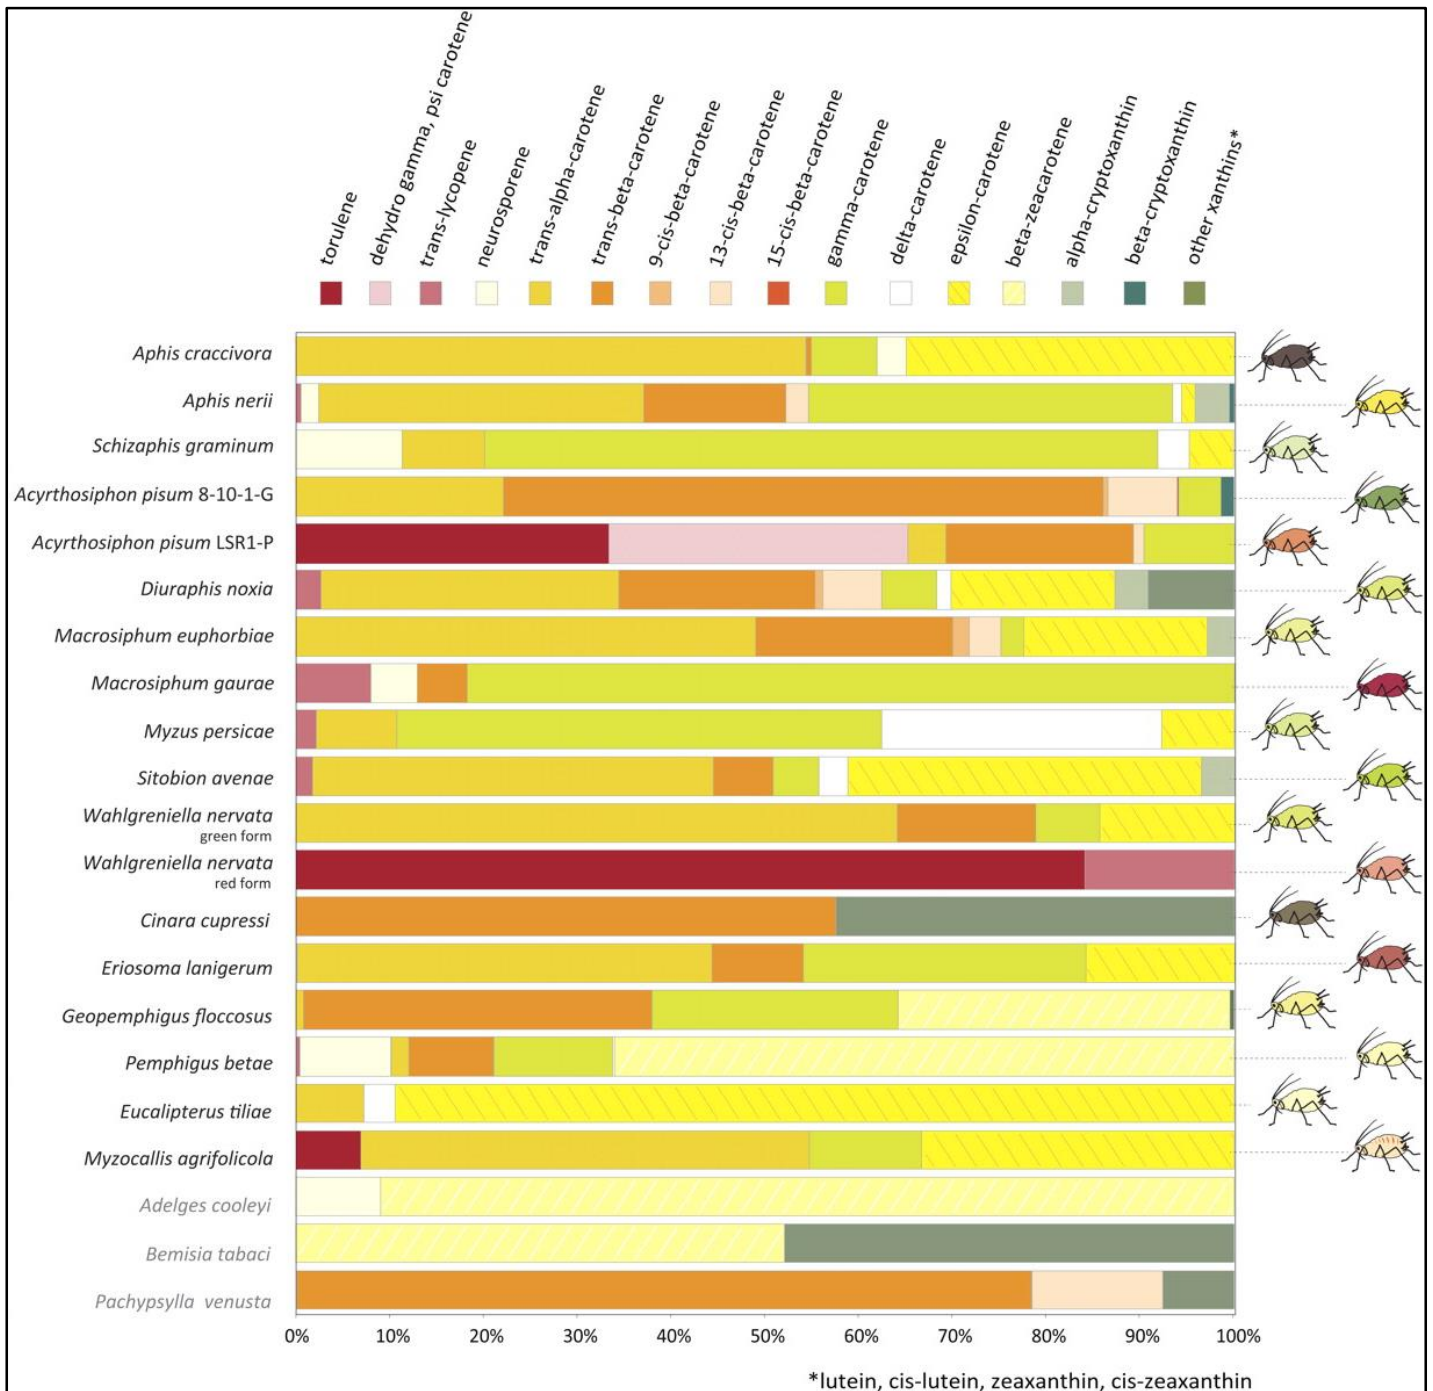 torulene
dehydro gamma, psi carotene
trans-lycopene
neurosporene
trans-alpha-carotene
trans-beta-carotene
9-cis-beta-carotene
13-cis-beta-carotene
15-cis-beta-carotene
gamma-carotene
delta-carotene
epsilon-carotene
beta-zeacarotene
alpha-cryptoxanthin
beta-cryptoxanthin
other xanthins*
Aphis craccivora
Aphis nerii
Schizaphis graminum
Acyrthosiphon pisum 8-10-1-G
Acyrthosiphon pisum LSR1-P
Diuraphis noxia
Macrosiphum euphorbiae
Macrosiphum gaurae
Myzus persicae
Sitobion avenae
Wahlgreniella nervata
green form
Wahlgreniella nervata
red form
Cinara cupressi
Eriosoma lanigerum
Geopemphigus floccosus
Pemphigus betae
Eucalipterus tiliae
Myzocallis agrifolicola
Adelges cooleyi
Bemisia tabaci
Pachypsylla venusta
0% 10% 20% 30% 40% 50% 60% 70% 80% 90% 100%
*lutein, cis-lutein, zeaxanthin, cis-zeaxanthin